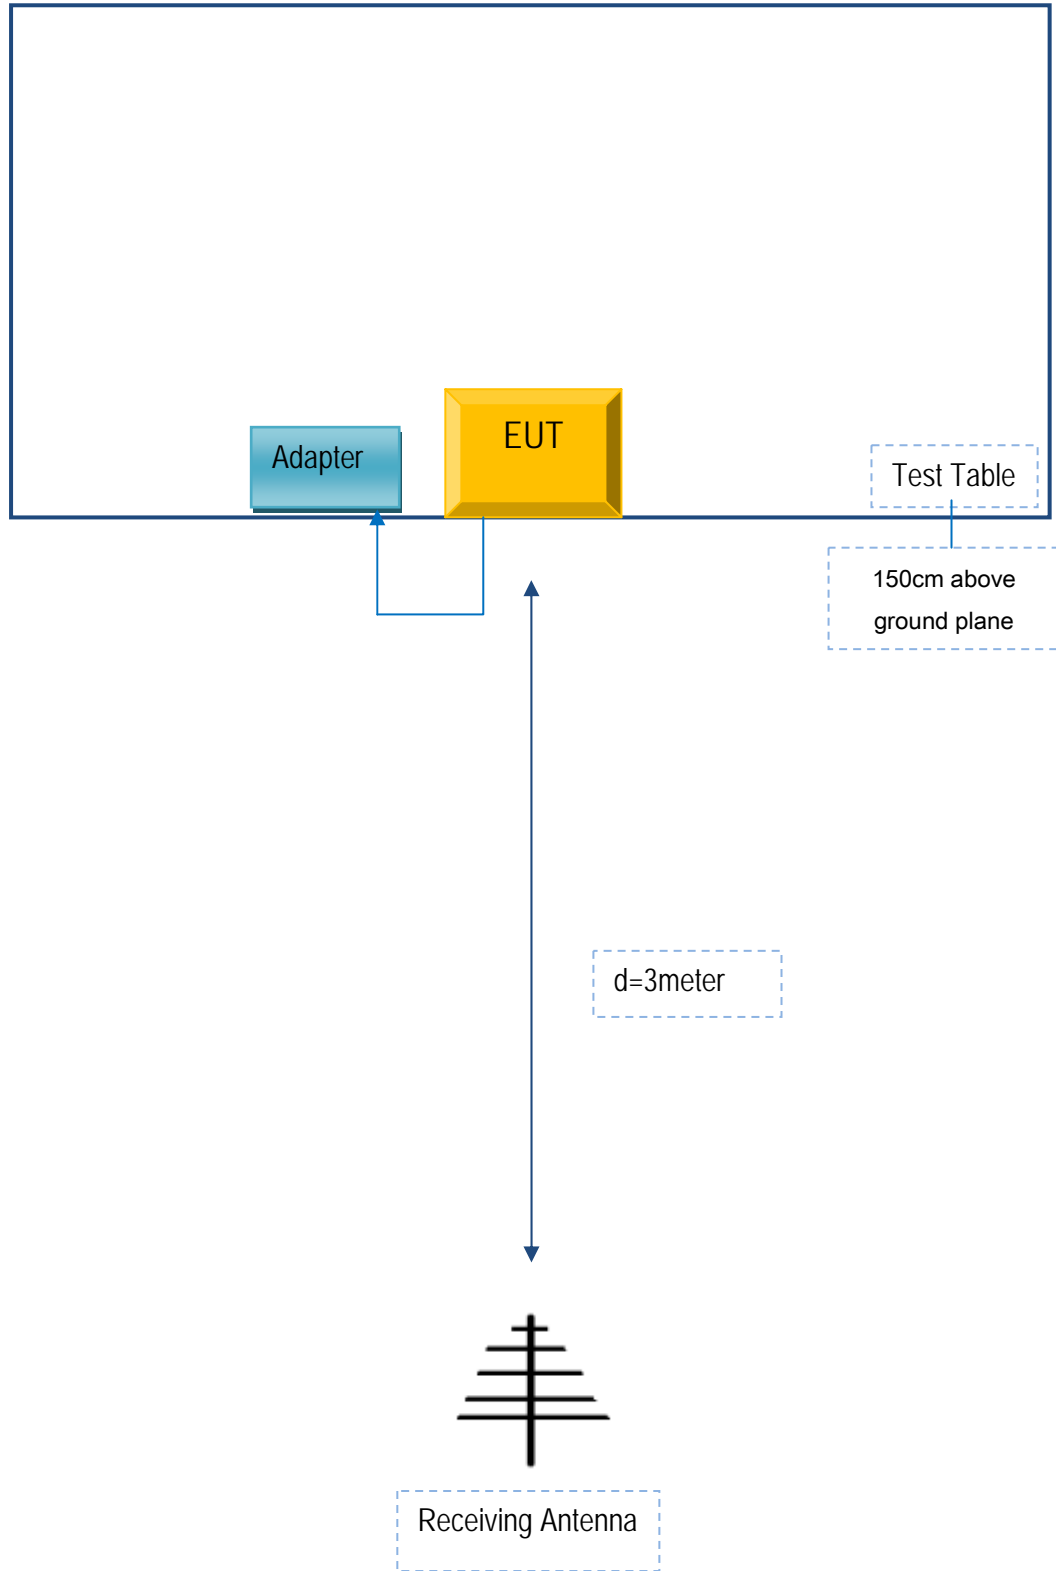 EUT
Adapter
Test Table
150cm above
ground plane
d=3meter
Receiving Antenna